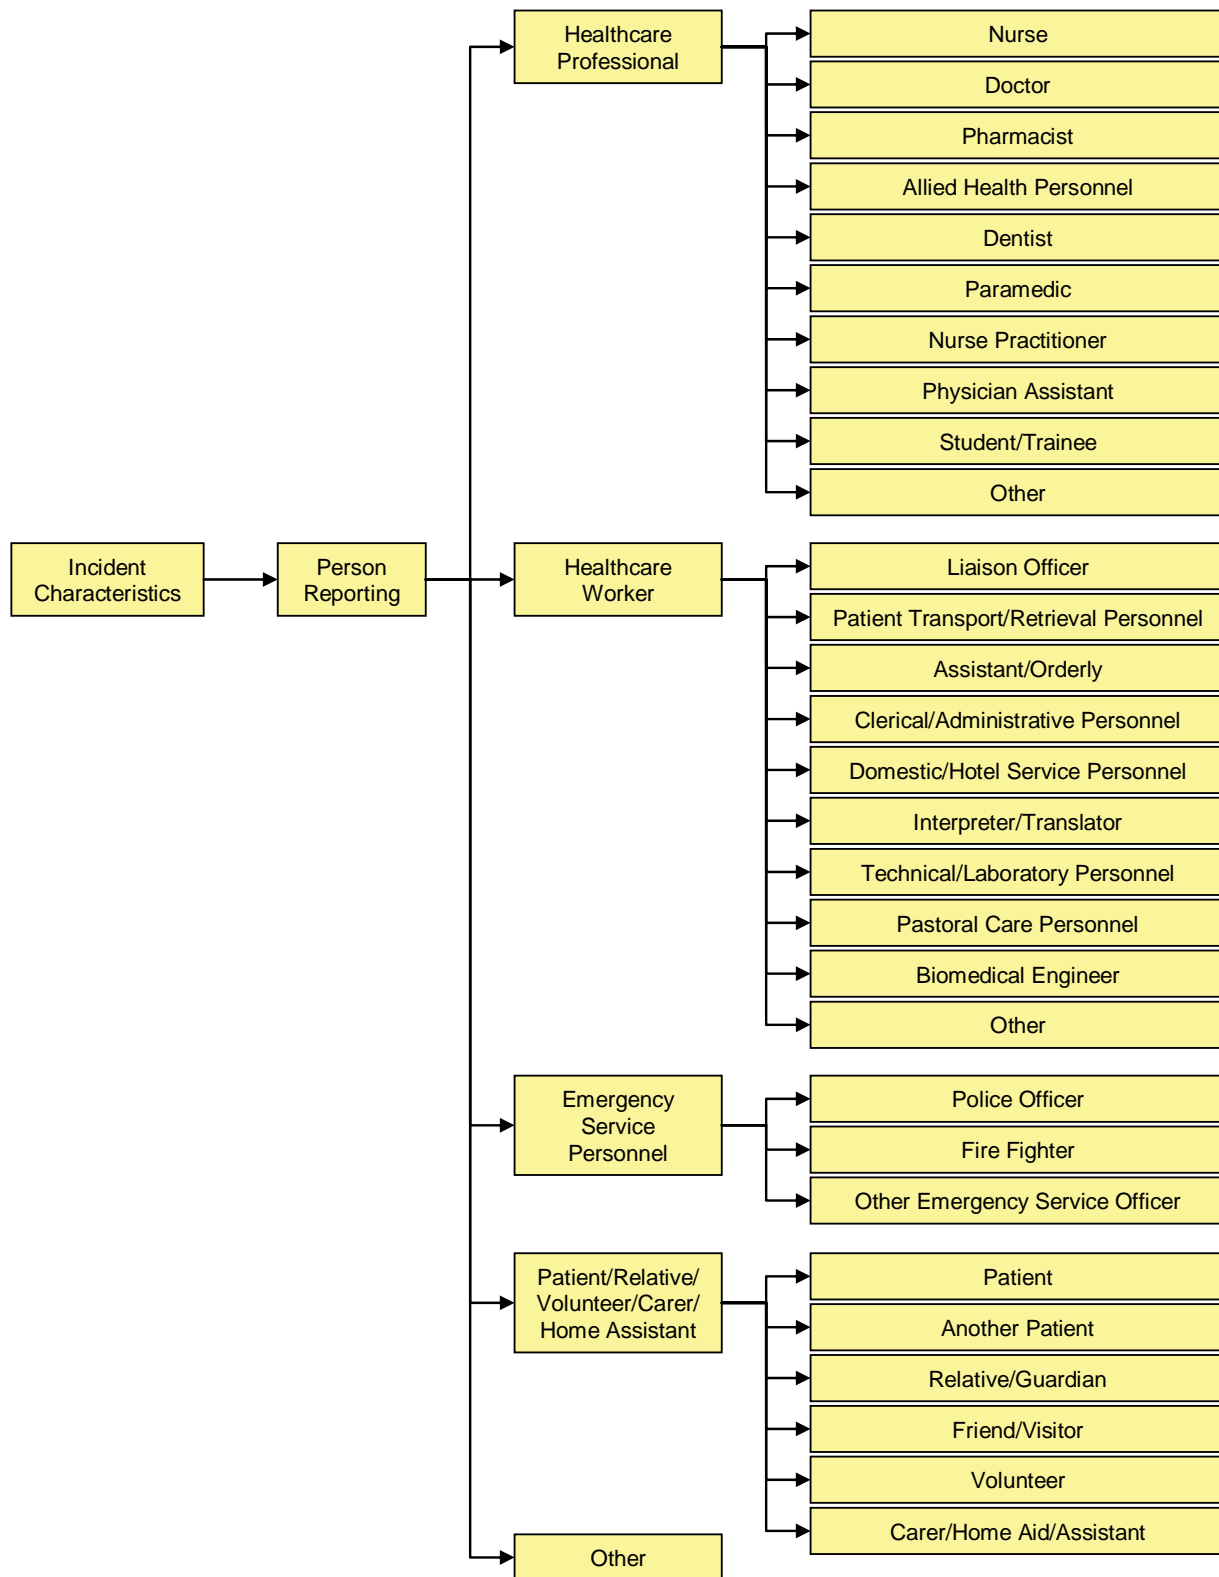 Incident
Characteristics
Person
Reporting
Healthcare
Professional
Nurse
Doctor
Pharmacist
Allied Health Personnel
Dentist
Paramedic
Nurse Practitioner
Physician Assistant
Student/Trainee
Other
Healthcare
Worker
Liaison Officer
Patient Transport/Retrieval Personnel
Assistant/Orderly
Clerical/Administrative Personnel
Domestic/Hotel Service Personnel
Interpreter/Translator
Technical/Laboratory Personnel
Pastoral Care Personnel
Biomedical Engineer
Other
Emergency
Service
Personnel
Police Officer
Fire Fighter
Other Emergency Service Officer
Patient/Relative/
Volunteer/Carer/
Home Assistant
Patient
Another Patient
Relative/Guardian
Friend/Visitor
Volunteer
Carer/Home Aid/Assistant
Other